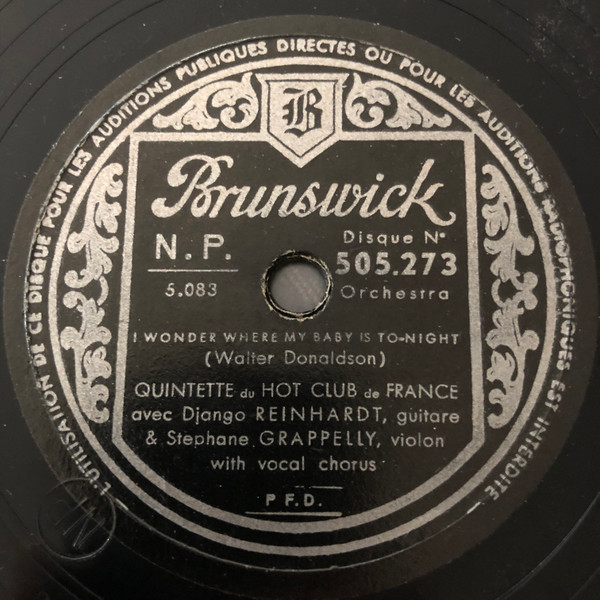 L'UTILISATION DE CE DISQUE POUR LES AUDITIONS PUBLIQUES DIRECTES OU POUR LES AUDITIONS RADIOPHONIQUES EST INTERDITE
B
Brunswick
N.P.
Disque N°
505.273
5.083
Orchestra
I WONDER WHERE MY BABY IS TO-NIGHT
(Walter Donaldson)
QUINTETTE du HOT CLUB de FRANCE
avec Django REINHARDT, guitare
& Stephane GRAPPELLY, violon
with vocal chorus
P F.D.